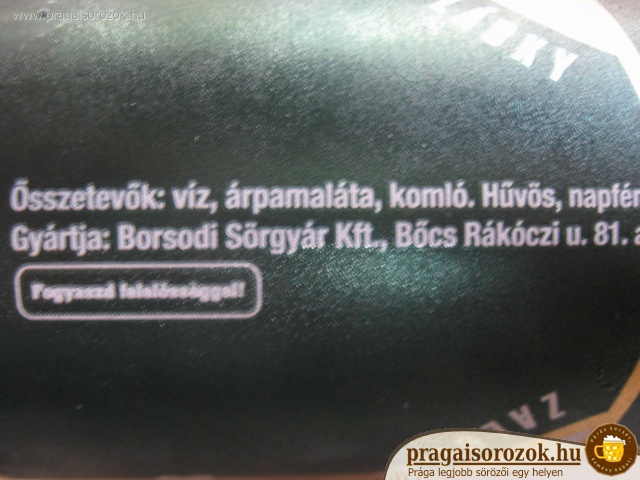 www.pragaisorozok.hu
Összetevők: víz, árpamaláta, komló. Hűvös, napfén
Gyártja: Borsodi Sörgyár Kft., Bőcs Rákóczi u. 81. a
Fogyaszd felelősséggel!
pragaisorozok.hu
Prága legjobb sörözői egy helyen